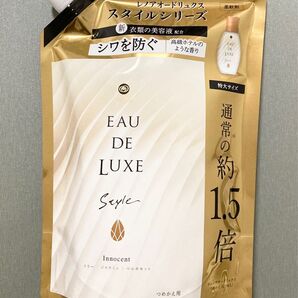 レノアオードリュクス
スタイルシリーズ
新 衣類の美容液 配合
シワを防ぐ
高級ホテルの
ような香り
柔軟剤
特大サイズ
通常の約1.5倍
EAU
DE
LUXE
Style
Innocent
つめかえ用